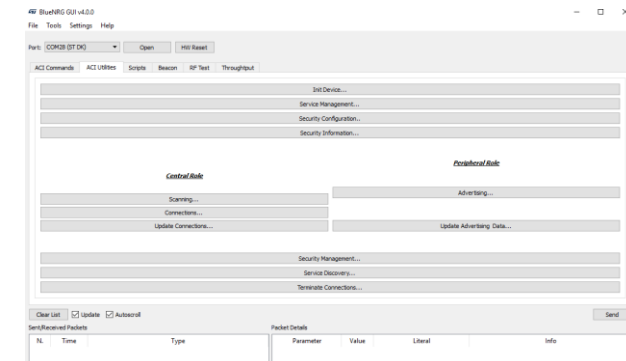 BlueNRG GUI v4.0.0
File Tools Settings Help
Port: COM28 (ST DK) Open HW Reset
ACI Commands ACI Utilities Scripts Beacon RF Test Throughtput
Init Device...
Service Management...
Security Configuration..
Security Information...
Peripheral Role
Central Role
Advertising...
Scanning...
Connections...
Update Connections... Update Advertising Data...
Security Management...
Service Discovery...
Terminate Connections...
Clear List Update Autoscroll Send
Sent/Received Packets Packet Details
N. Time Type Parameter Value Literal Info